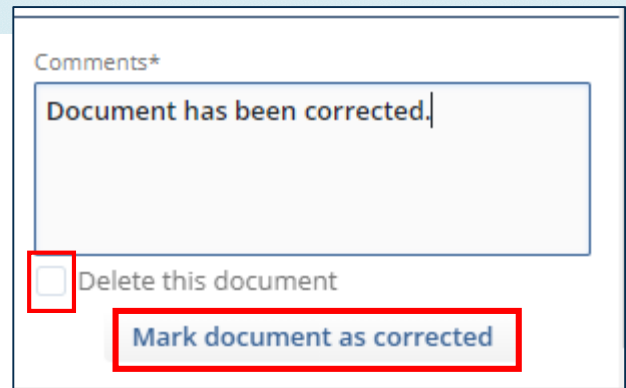 Comments*
Document has been corrected.
Delete this document
Mark document as corrected